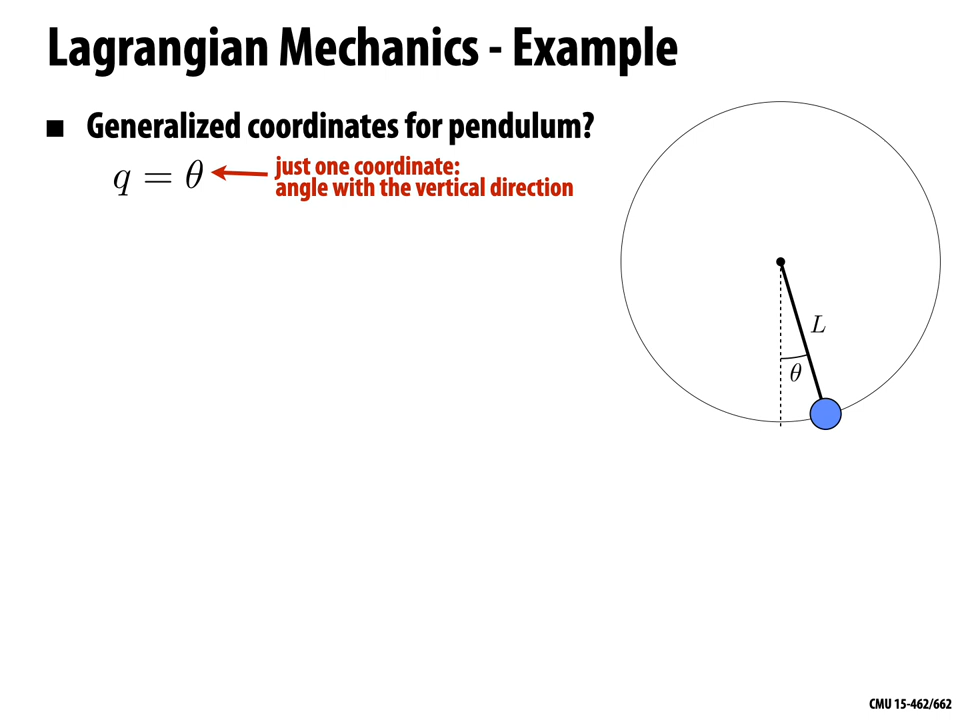 Lagrangian Mechanics - Example
■ Generalized coordinates for pendulum?
q = θ
just one coordinate:
angle with the vertical direction
L
θ
CMU 15-462/662